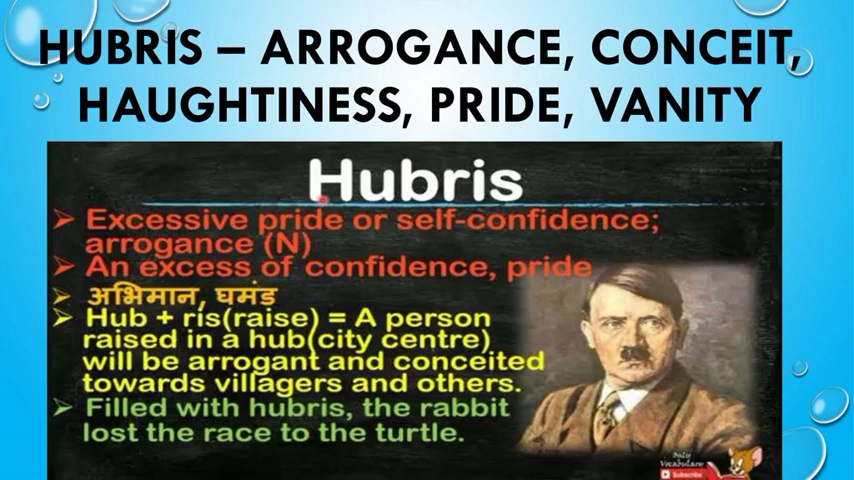 HUBRIS – ARROGANCE, CONCEIT,
HAUGHTINESS, PRIDE, VANITY
Hubris
➢ Excessive pride or self-confidence;
arrogance (N)
➢ An excess of confidence, pride
➢ अभिमान, घमंड
➢ Hub + ris(raise) = A person
raised in a hub(city centre)
will be arrogant and conceited
towards villagers and others.
➢ Filled with hubris, the rabbit
lost the race to the turtle.
Vocabulary
Subscribe